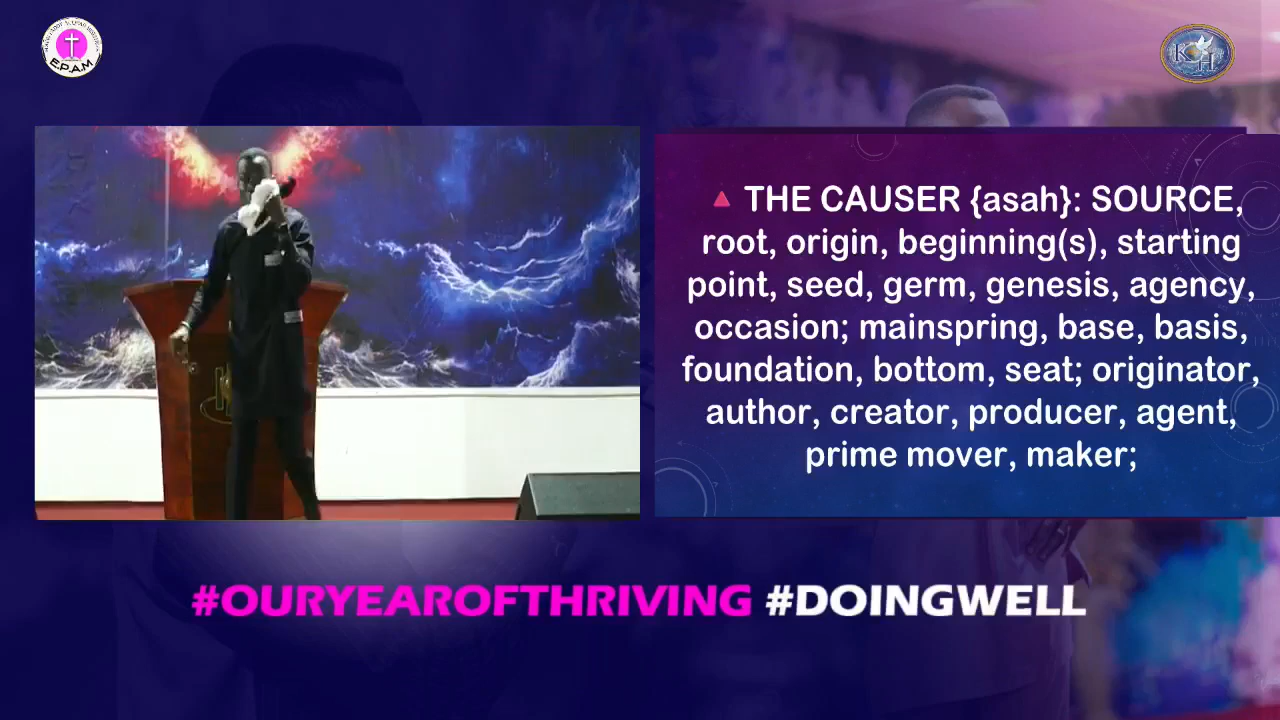 E.P.A.M
K H
🔺 THE CAUSER {asah}: SOURCE,
root, origin, beginning(s), starting
point, seed, germ, genesis, agency,
occasion; mainspring, base, basis,
foundation, bottom, seat; originator,
author, creator, producer, agent,
prime mover, maker;
#OURYEAROFTHRIVING #DOINGWELL